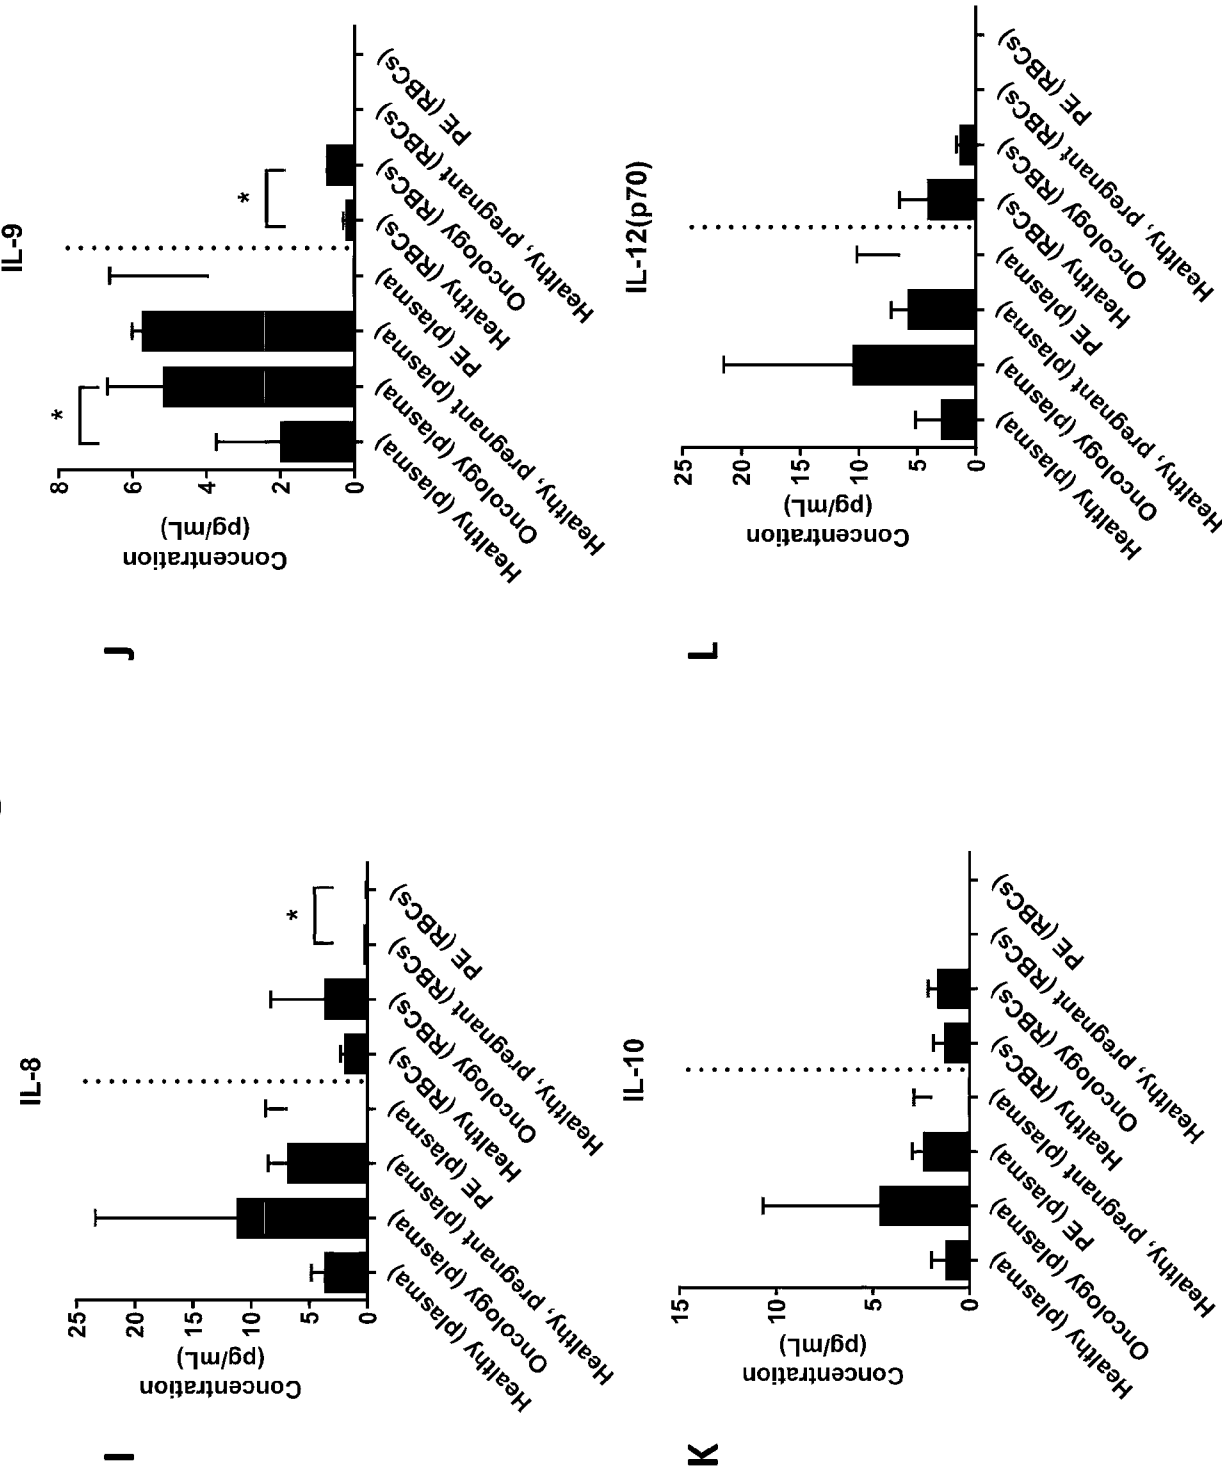 I
IL-8
Concentration
(pg/mL)
25
20
15
10
5
0
*
Healthy (plasma)
Oncology (plasma)
Healthy, pregnant (plasma)
PE (plasma)
Healthy (RBCs)
Oncology (RBCs)
Healthy, pregnant (RBCs)
PE (RBCs)
J
IL-9
Concentration
(pg/mL)
8
6
4
2
0
*
*
Healthy (plasma)
Oncology (plasma)
Healthy, pregnant (plasma)
PE (plasma)
Healthy (RBCs)
Oncology (RBCs)
Healthy, pregnant (RBCs)
PE (RBCs)
K
IL-10
Concentration
(pg/mL)
15
10
5
0
Healthy (plasma)
Oncology (plasma)
PE (plasma)
Healthy, pregnant (plasma)
Healthy (RBCs)
Oncology (RBCs)
Healthy, pregnant (RBCs)
PE (RBCs)
L
IL-12(p70)
Concentration
(pg/mL)
25
20
15
10
5
0
Healthy (plasma)
Oncology (plasma)
Healthy, pregnant (plasma)
PE (plasma)
Healthy (RBCs)
Oncology (RBCs)
Healthy, pregnant (RBCs)
PE (RBCs)